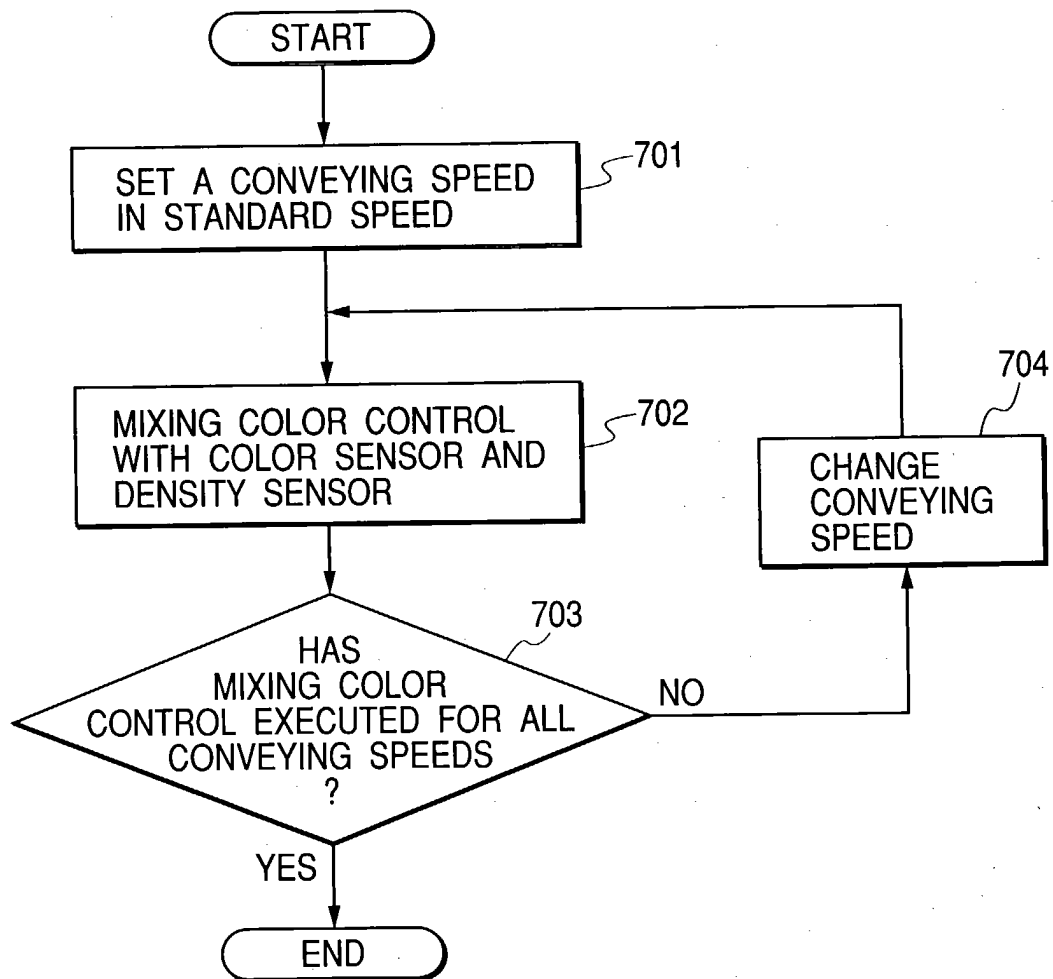 START
701
SET A CONVEYING SPEED
IN STANDARD SPEED
704
702
MIXING COLOR CONTROL
WITH COLOR SENSOR AND
DENSITY SENSOR
CHANGE
CONVEYING
SPEED
703
HAS
MIXING COLOR
CONTROL EXECUTED FOR ALL
CONVEYING SPEEDS
?
NO
YES
END